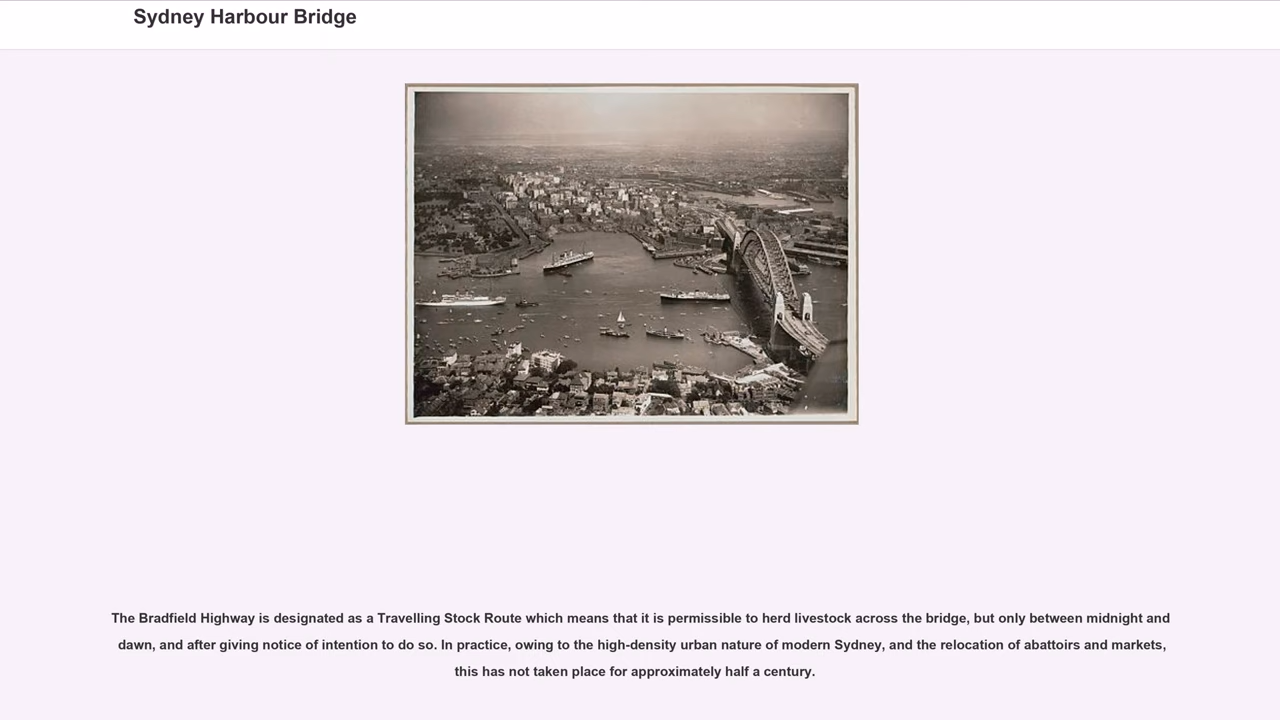 Sydney Harbour Bridge
The Bradfield Highway is designated as a Travelling Stock Route which means that it is permissible to herd livestock across the bridge, but only between midnight and
dawn, and after giving notice of intention to do so. In practice, owing to the high-density urban nature of modern Sydney, and the relocation of abattoirs and markets,
this has not taken place for approximately half a century.